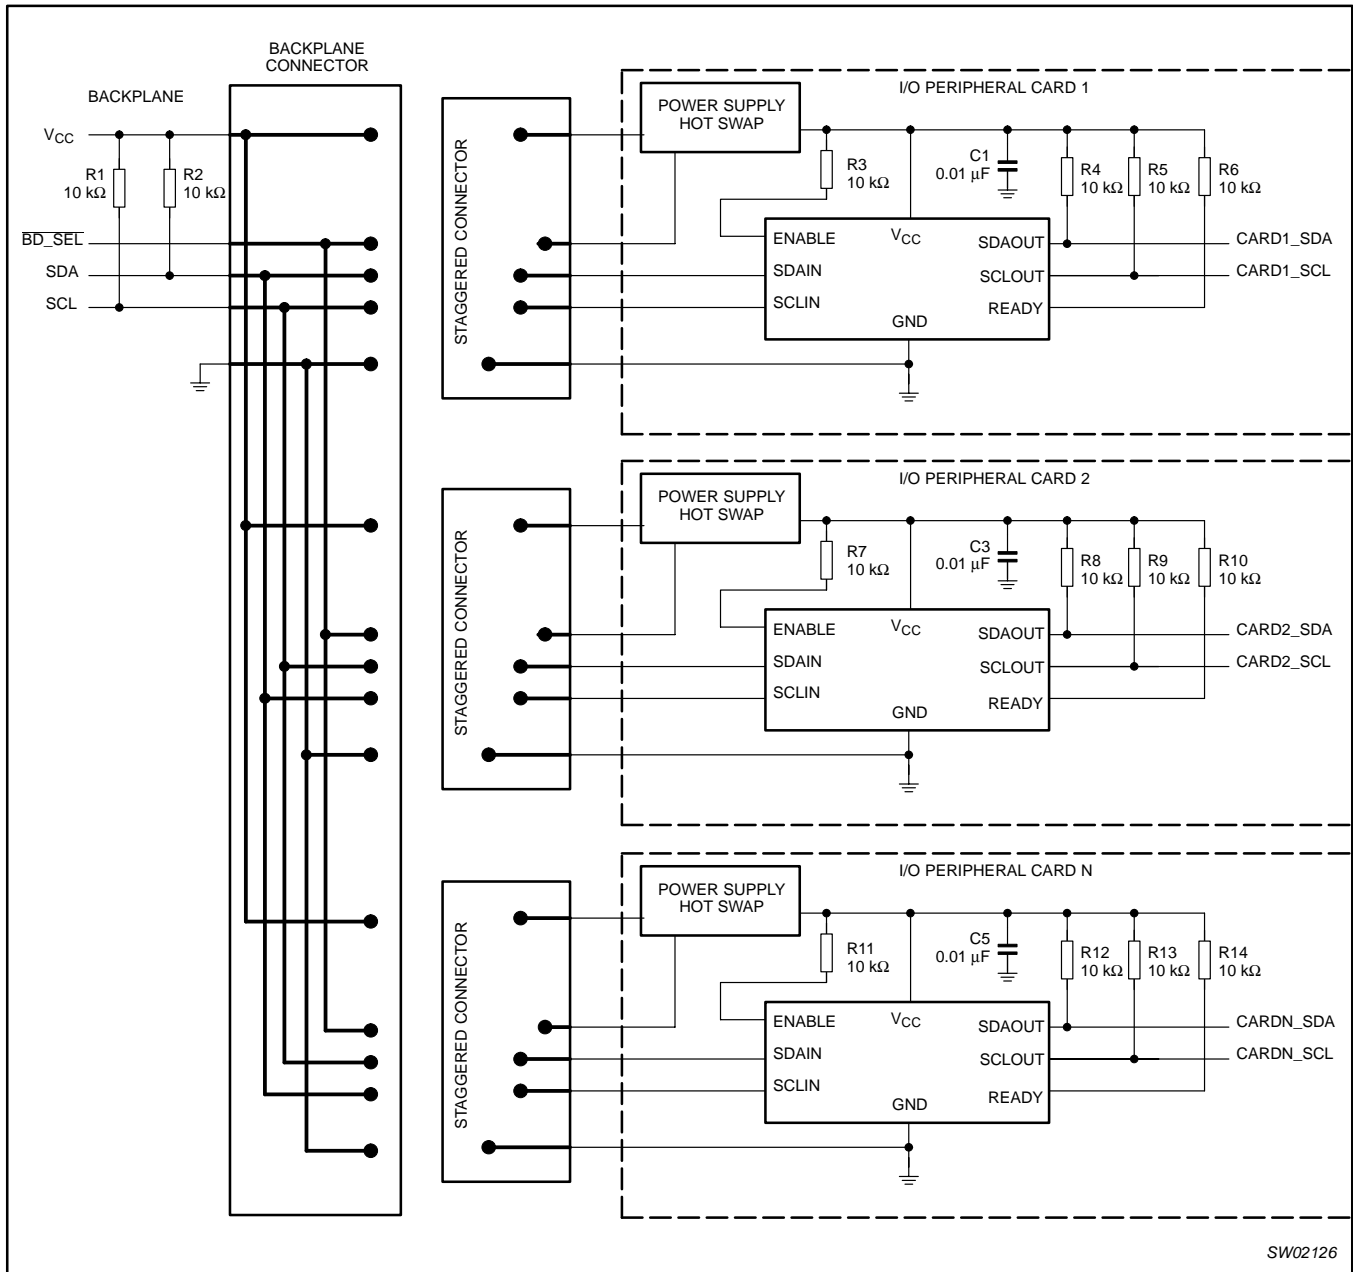 BACKPLANE
CONNECTOR
BACKPLANE
VCC
R1
10 kΩ
R2
10 kΩ
BD_SEL
SDA
SCL
STAGGERED CONNECTOR
I/O PERIPHERAL CARD 1
POWER SUPPLY
HOT SWAP
R3
10 kΩ
C1
0.01 μF
R4
10 kΩ
R5
10 kΩ
R6
10 kΩ
ENABLE
VCC
SDAOUT
CARD1_SDA
SDAIN
SCLOUT
CARD1_SCL
SCLIN
READY
GND
STAGGERED CONNECTOR
I/O PERIPHERAL CARD 2
POWER SUPPLY
HOT SWAP
R7
10 kΩ
C3
0.01 μF
R8
10 kΩ
R9
10 kΩ
R10
10 kΩ
ENABLE
VCC
SDAOUT
CARD2_SDA
SDAIN
SCLOUT
CARD2_SCL
SCLIN
READY
GND
STAGGERED CONNECTOR
I/O PERIPHERAL CARD N
POWER SUPPLY
HOT SWAP
R11
10 kΩ
C5
0.01 μF
R12
10 kΩ
R13
10 kΩ
R14
10 kΩ
ENABLE
VCC
SDAOUT
CARDN_SDA
SDAIN
SCLOUT
CARDN_SCL
SCLIN
READY
GND
SW02126